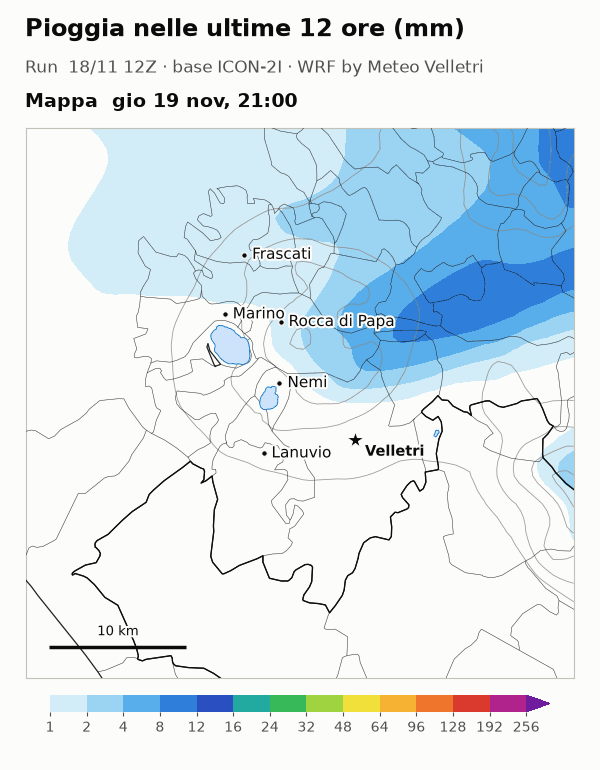 Pioggia nelle ultime 12 ore (mm)
Run 18/11 12Z · base ICON-2I · WRF by Meteo Velletri
Mappa gio 19 nov, 21:00
Frascati
Marino
Rocca di Papa
Nemi
Velletri
Lanuvio
10 km
1 2 4 8 12 16 24 32 48 64 96 128 192 256